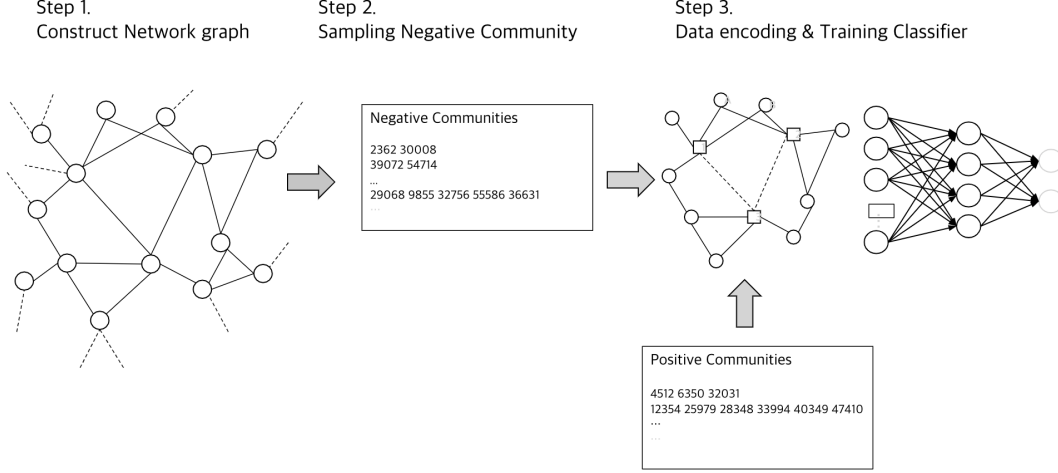 Step 1.
Construct Network graph
Step 2.
Sampling Negative Community
Step 3.
Data encoding & Training Classifier
Negative Communities
2362 30008
39072 54714
...
29068 9855 32756 55586 36631
...
Positive Communities
4512 6350 32031
12354 25979 28348 33994 40349 47410
...
...